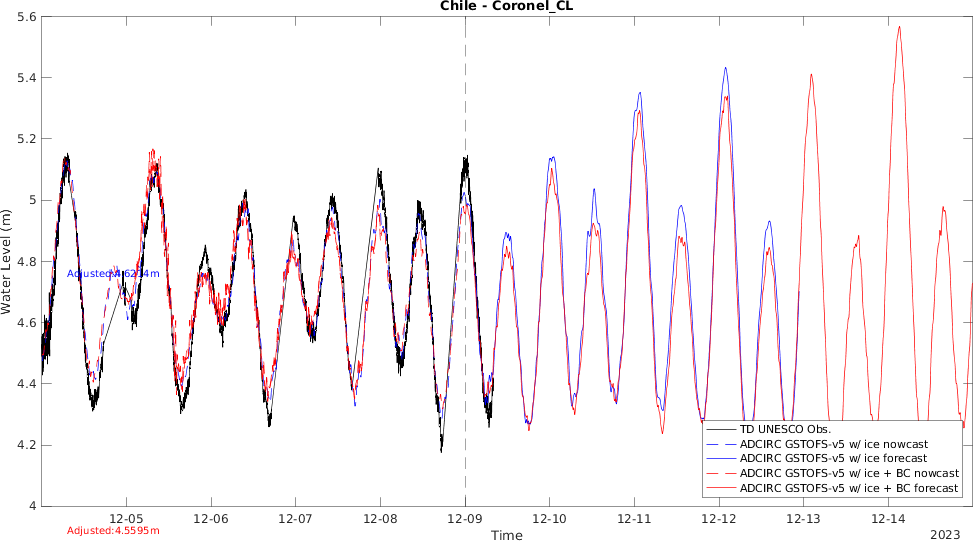 Chile - Coronel_CL
Water Level (m)
5.6
5.4
5.2
5
4.8
4.6
4.4
4.2
4
Adjusted:4.6214m
TD UNESCO Obs.
ADCIRC GSTOFS-v5 w/ ice nowcast
ADCIRC GSTOFS-v5 w/ ice forecast
ADCIRC GSTOFS-v5 w/ ice + BC nowcast
ADCIRC GSTOFS-v5 w/ ice + BC forecast
12-05 12-06 12-07 12-08 12-09 12-10 12-11 12-12 12-13 12-14
Adjusted:4.5595m
Time
2023